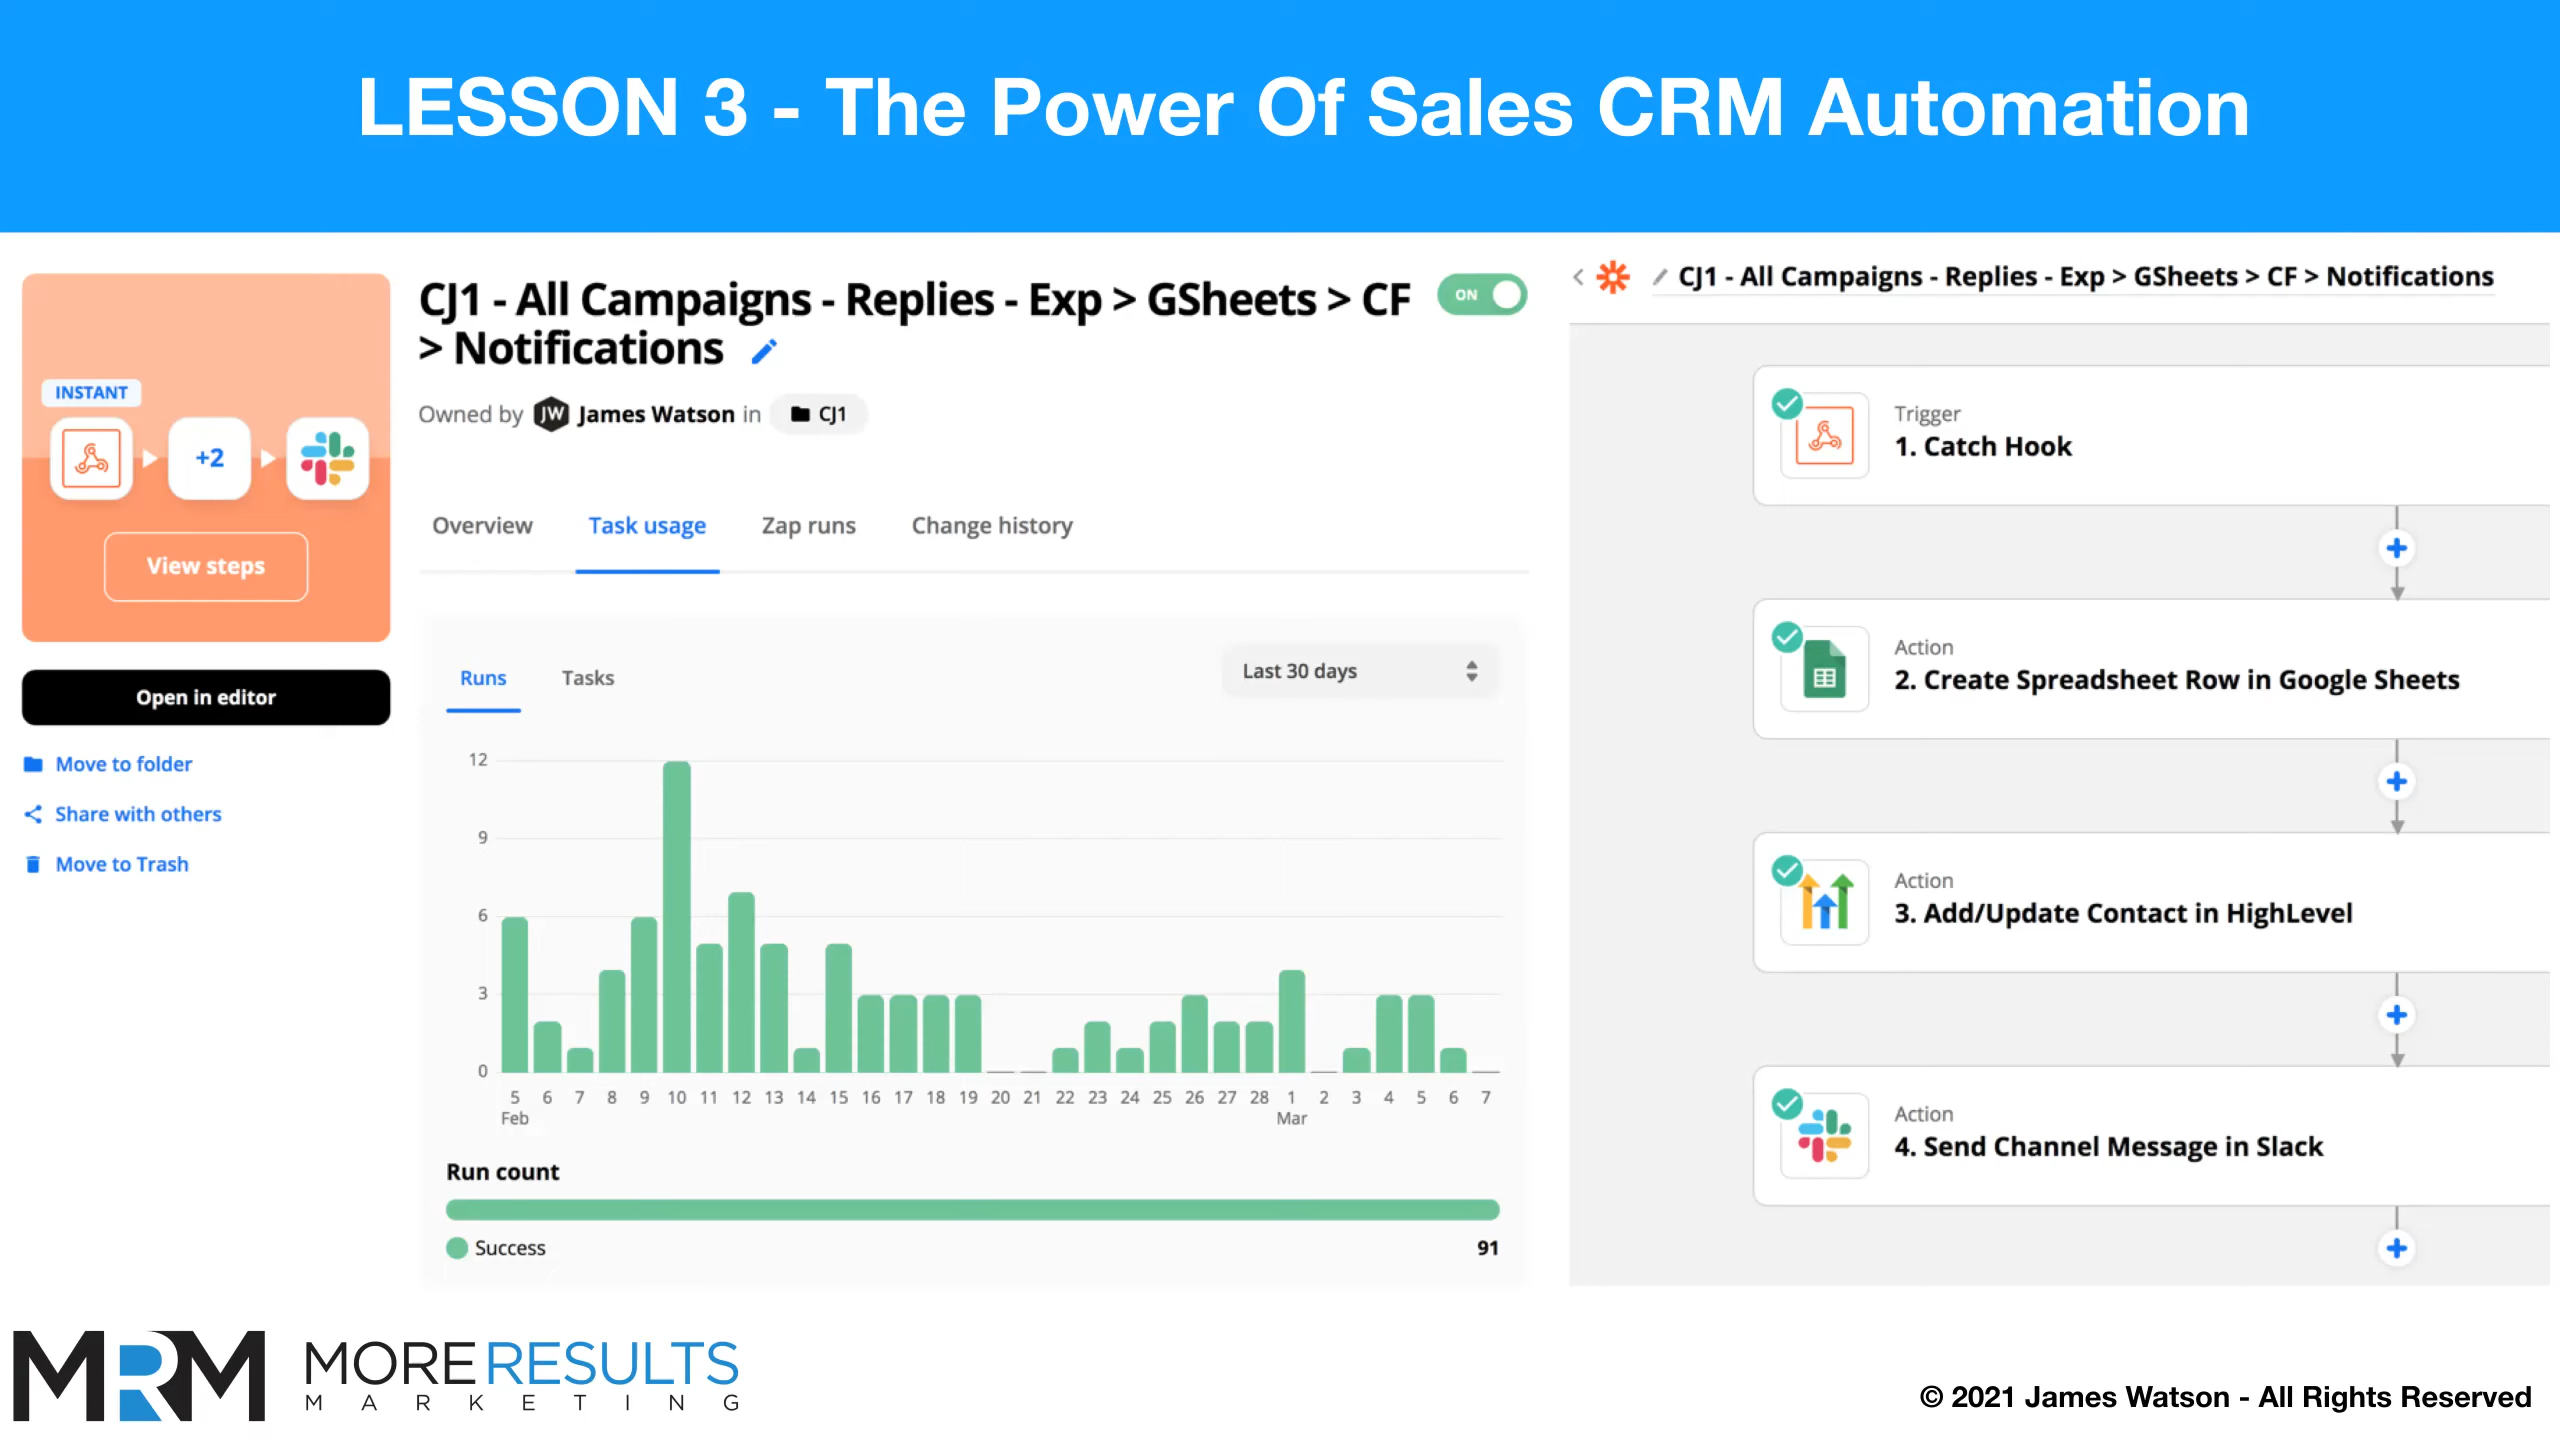 LESSON 3 - The Power Of Sales CRM Automation
INSTANT
+2
View steps
Open in editor
Move to folder
Share with others
Move to Trash
CJ1 - All Campaigns - Replies - Exp > GSheets > CF
> Notifications
ON
Owned by JW James Watson in CJ1
Overview Task usage Zap runs Change history
Runs Tasks Last 30 days
12
9
6
3
0
5 6 7 8 9 10 11 12 13 14 15 16 17 18 19 20 21 22 23 24 25 26 27 28 1 2 3 4 5 6 7
Feb Mar
Run count
Success 91
CJ1 - All Campaigns - Replies - Exp > GSheets > CF > Notifications
Trigger
1. Catch Hook
Action
2. Create Spreadsheet Row in Google Sheets
Action
3. Add/Update Contact in HighLevel
Action
4. Send Channel Message in Slack
MRM MORERESULTS
MARKETING
© 2021 James Watson - All Rights Reserved